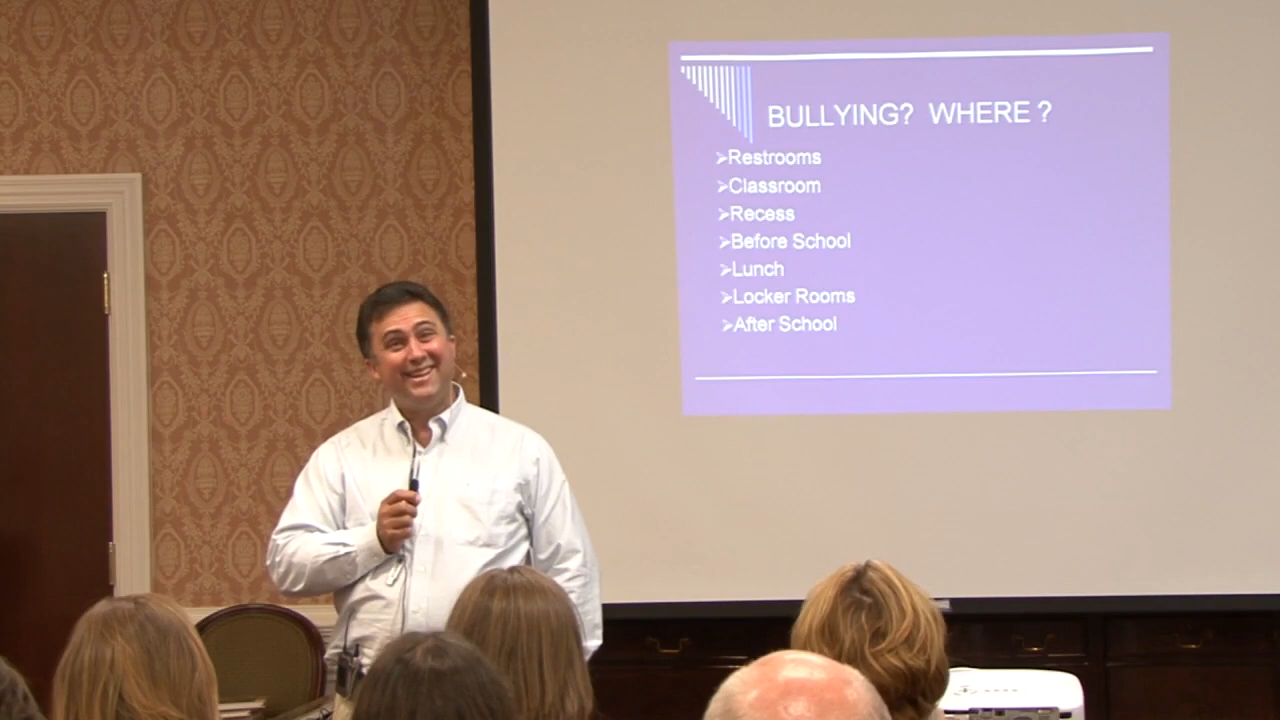 BULLYING? WHERE ?
➢Restrooms
➢Classroom
➢Recess
➢Before School
➢Lunch
➢Locker Rooms
➢After School